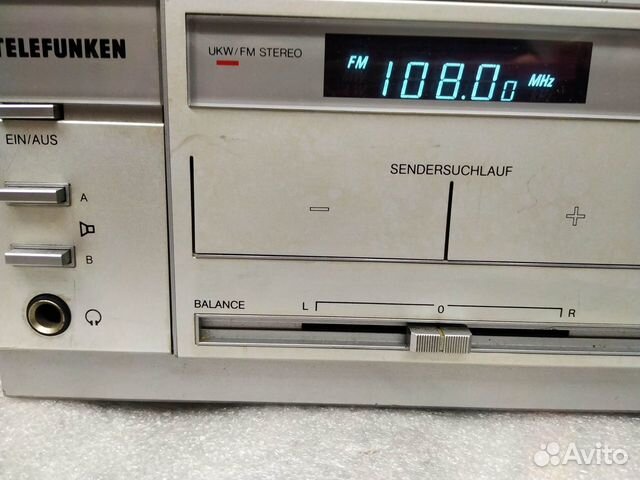 TELEFUNKEN
UKW/FM STEREO
FM 108.00 MHz
EIN/AUS
SENDERSUCHLAUF
A
− +
B
BALANCE L 0 R
Avito